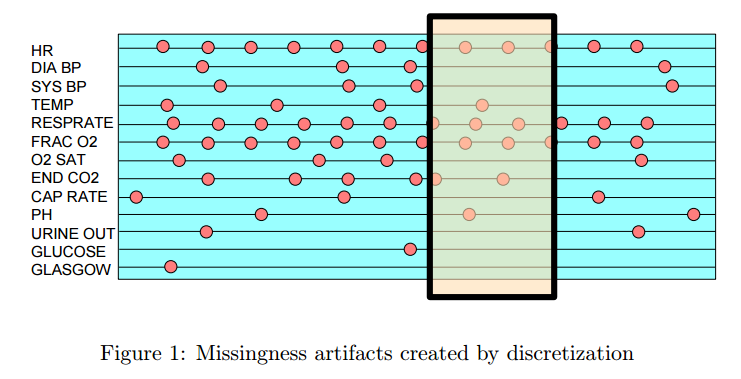 HR
DIA BP
SYS BP
TEMP
RESPRATE
FRAC O2
O2 SAT
END CO2
CAP RATE
PH
URINE OUT
GLUCOSE
GLASGOW
Figure 1: Missingness artifacts created by discretization